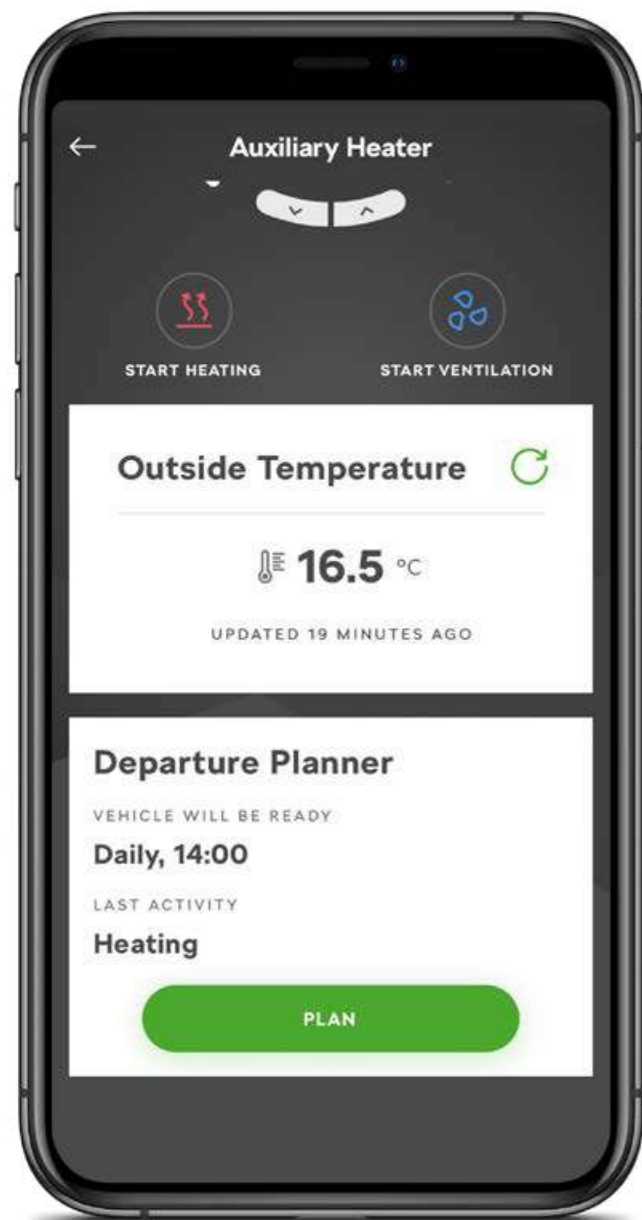 Auxiliary Heater
START HEATING
START VENTILATION
Outside Temperature
16.5 °C
UPDATED 19 MINUTES AGO
Departure Planner
VEHICLE WILL BE READY
Daily, 14:00
LAST ACTIVITY
Heating
PLAN